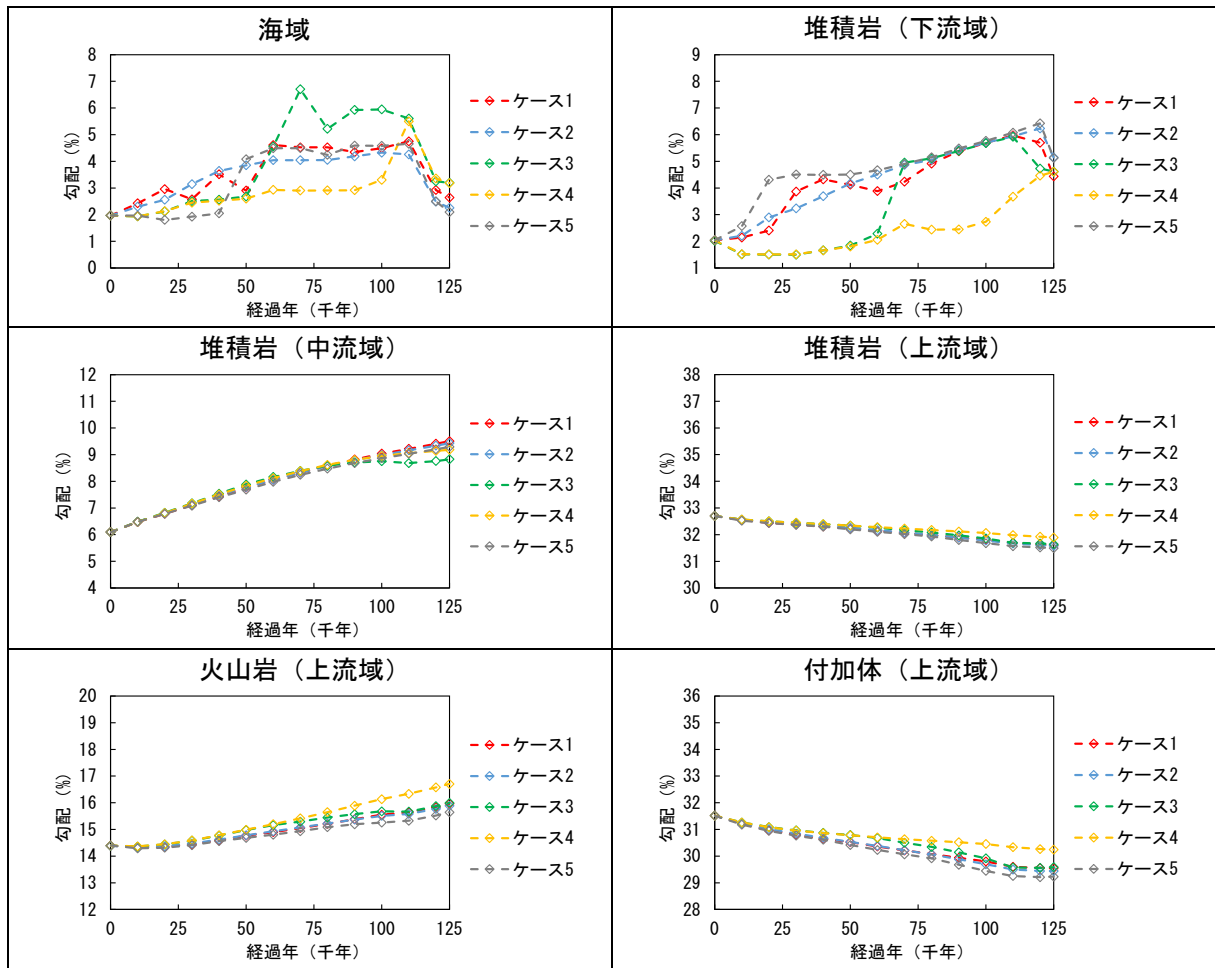 海域
8
7
6
5
4
3
2
1
0
勾配 (%)
0 25 50 75 100 125
経過年 (千年)
ケース1
ケース2
ケース3
ケース4
ケース5
堆積岩 (下流域)
9
8
7
6
5
4
3
2
1
勾配 (%)
0 25 50 75 100 125
経過年 (千年)
ケース1
ケース2
ケース3
ケース4
ケース5
堆積岩 (中流域)
12
11
10
9
8
7
6
5
4
勾配 (%)
0 25 50 75 100 125
経過年 (千年)
ケース1
ケース2
ケース3
ケース4
ケース5
堆積岩 (上流域)
38
37
36
35
34
33
32
31
30
勾配 (%)
0 25 50 75 100 125
経過年 (千年)
ケース1
ケース2
ケース3
ケース4
ケース5
火山岩 (上流域)
20
19
18
17
16
15
14
13
12
勾配 (%)
0 25 50 75 100 125
経過年 (千年)
ケース1
ケース2
ケース3
ケース4
ケース5
付加体 (上流域)
36
35
34
33
32
31
30
29
28
勾配 (%)
0 25 50 75 100 125
経過年 (千年)
ケース1
ケース2
ケース3
ケース4
ケース5